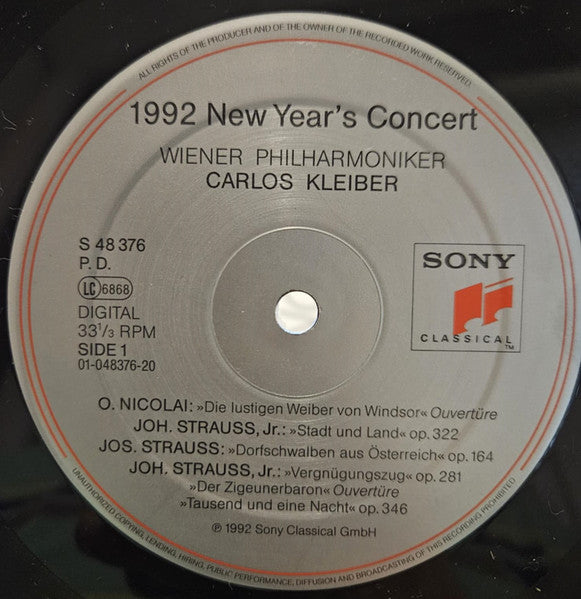 ALL RIGHTS OF THE PRODUCER AND OF THE OWNER OF THE RECORDED WORK RESERVED.
1992 New Year's Concert
WIENER PHILHARMONIKER
CARLOS KLEIBER
S 48 376
P. D.
LC 6868
DIGITAL
33 1/3 RPM
SIDE 1
01-048376-20
SONY
CLASSICAL
TM
O. NICOLAI: »Die lustigen Weiber von Windsor« Ouvertüre
JOH. STRAUSS, Jr.: »Stadt und Land« op. 322
JOS. STRAUSS: »Dorfschwalben aus Österreich« op. 164
JOH. STRAUSS, Jr.: »Vergnügungszug« op. 281
»Der Zigeunerbaron« Ouvertüre
»Tausend und eine Nacht« op. 346
℗ 1992 Sony Classical GmbH
UNAUTHORIZED COPYING, LENDING, HIRING, PUBLIC PERFORMANCE, DIFFUSION AND BROADCASTING OF THIS RECORDING PROHIBITED